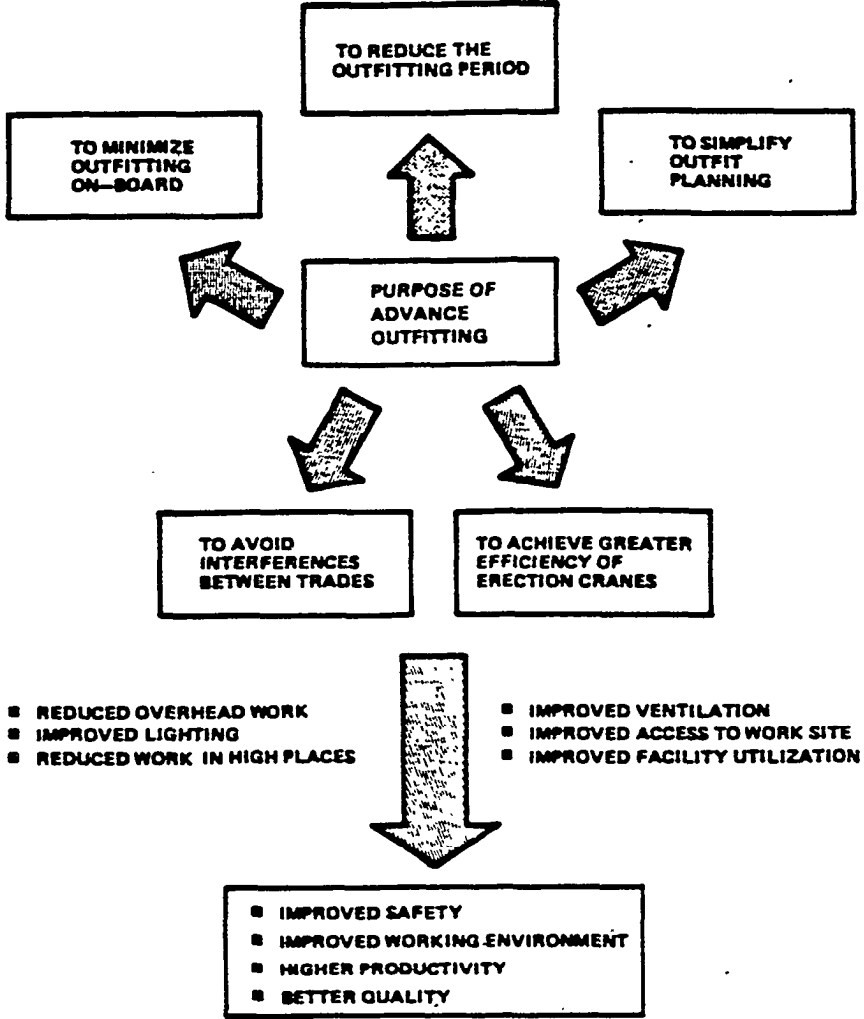 TO REDUCE THE
OUTFITTING PERIOD
TO MINIMIZE
OUTFITTING
ON—BOARD
TO SIMPLIFY
OUTFIT
PLANNING
PURPOSE OF
ADVANCE
OUTFITTING
TO AVOID
INTERFERENCES
BETWEEN TRADES
TO ACHIEVE GREATER
EFFICIENCY OF
ERECTION CRANES
■ REDUCED OVERHEAD WORK
■ IMPROVED LIGHTING
■ REDUCED WORK IN HIGH PLACES
■ IMPROVED VENTILATION
■ IMPROVED ACCESS TO WORK SITE
■ IMPROVED FACILITY UTILIZATION
■ IMPROVED SAFETY
■ IMPROVED WORKING ENVIRONMENT
■ HIGHER PRODUCTIVITY
■ BETTER QUALITY